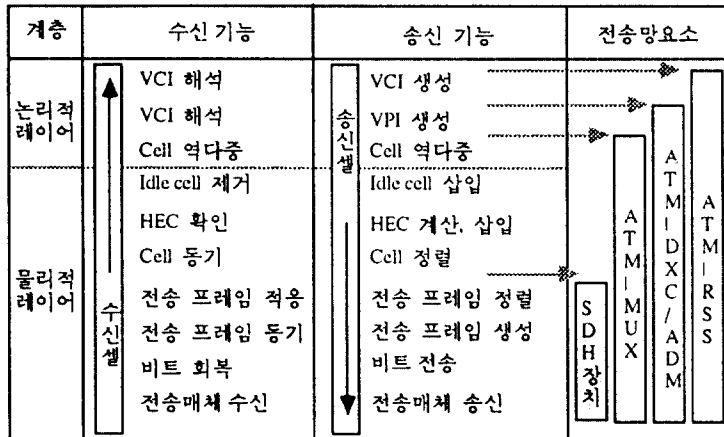 계층 수신 기능 송신 기능 전송망요소
논리적
레이어
물리적
레이어
수신셀
VCI 해석
VCI 해석
Cell 역다중
Idle cell 제거
HEC 확인
Cell 동기
전송 프레임 적응
전송 프레임 동기
비트 회복
전송매체 수신
송신셀
VCI 생성
VPI 생성
Cell 역다중
Idle cell 삽입
HEC 계산, 삽입
Cell 정렬
전송 프레임 정렬
전송 프레임 생성
비트 전송
전송매체 송신
SDH장치
ATM-MUX
ATM-DXC/ADM
ATM-RSS